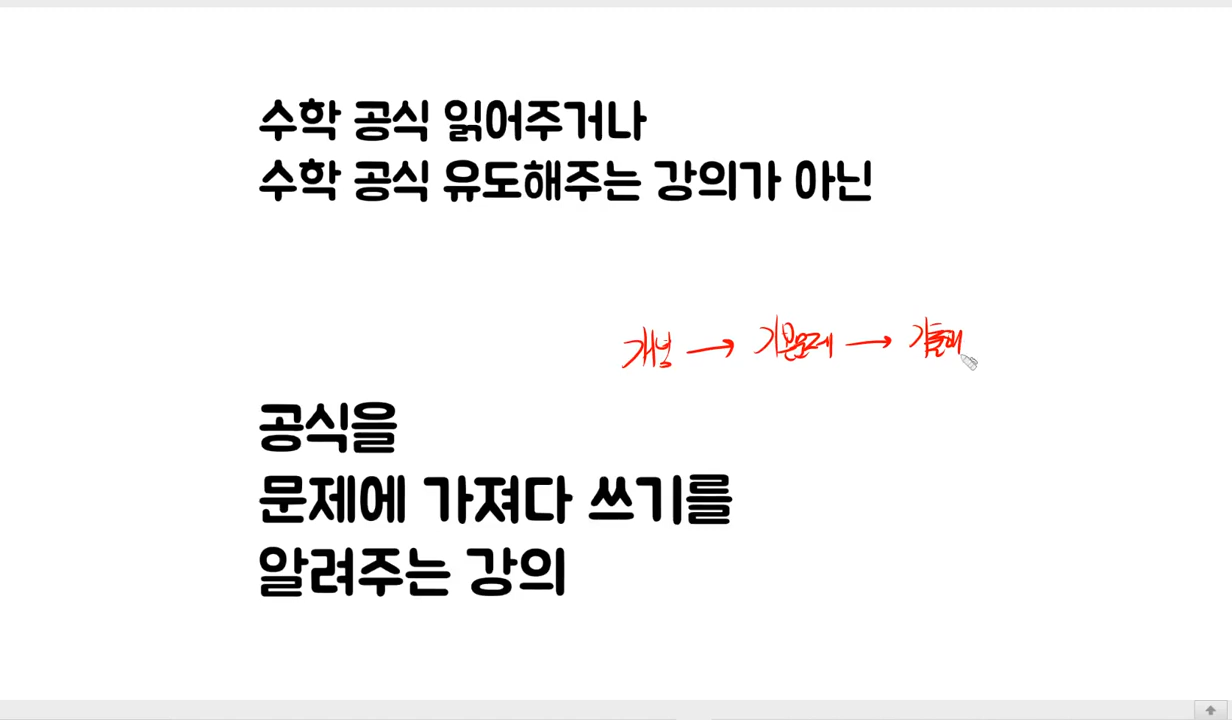 수학 공식 읽어주거나
수학 공식 유도해주는 강의가 아닌
개념 → 기본문제 → 기출문제
공식을
문제에 가져다 쓰기를
알려주는 강의